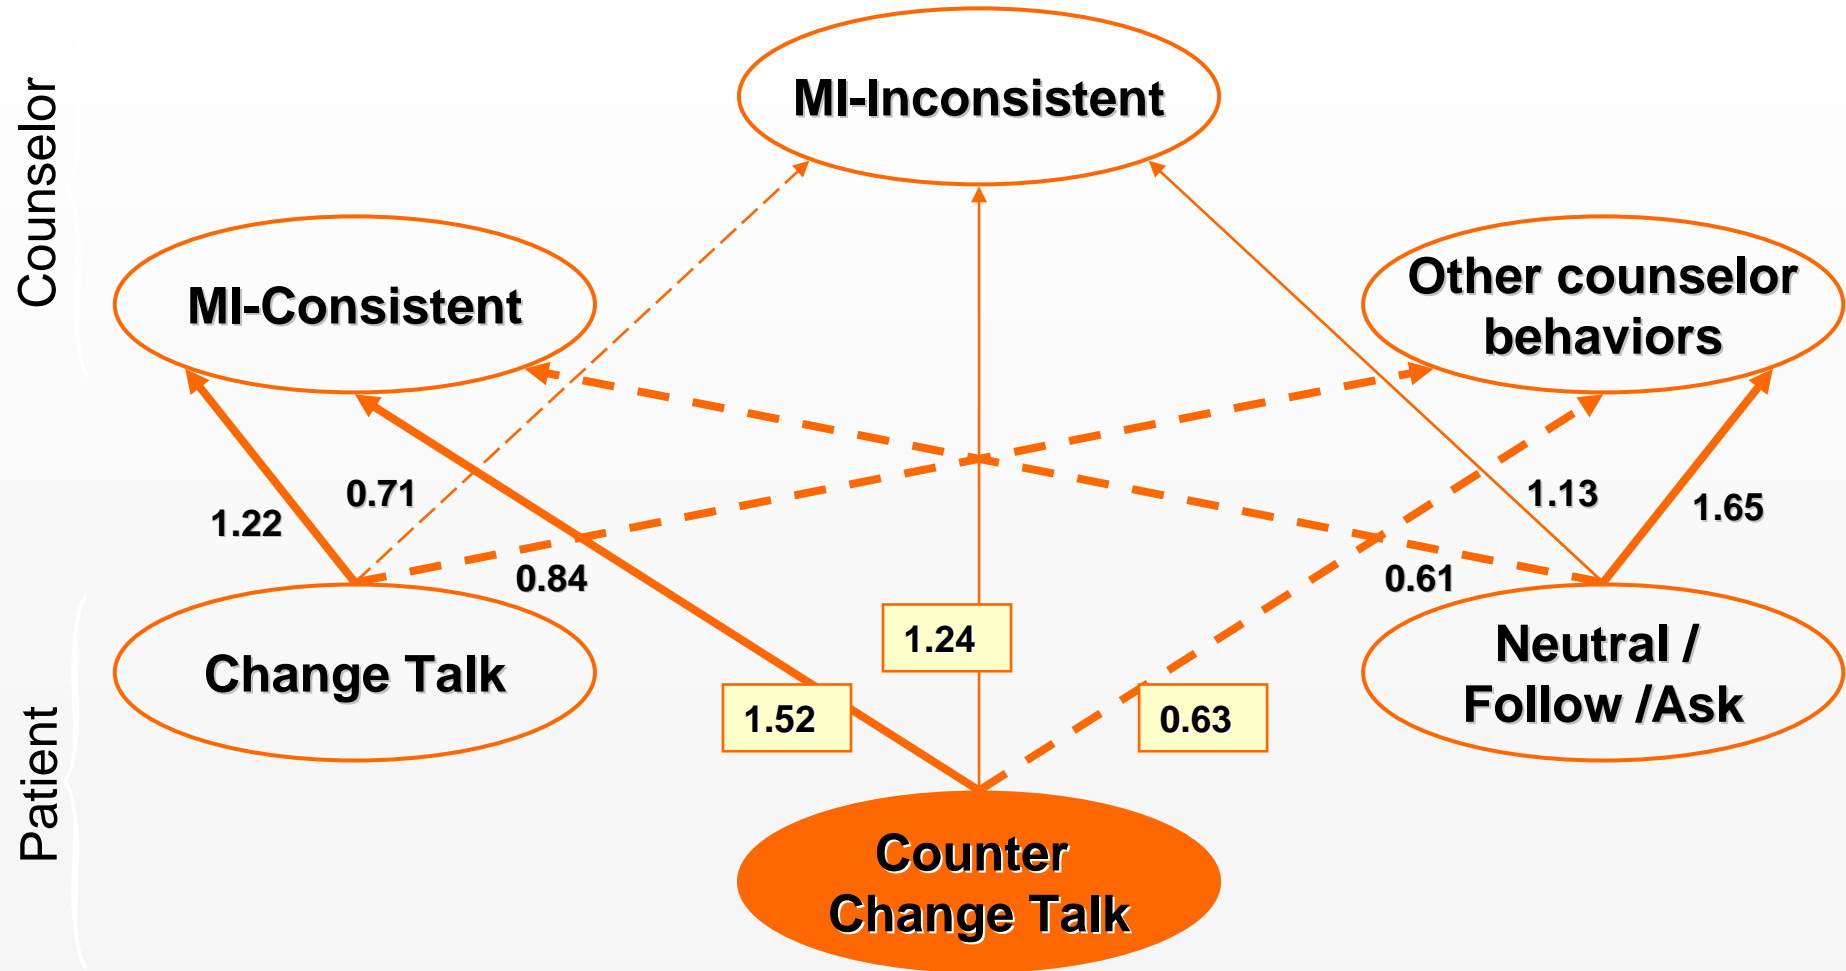 Counselor
MI-Inconsistent
MI-Consistent
Other counselor
behaviors
0.71
1.22
1.13
1.65
0.84
0.61
1.24
1.52
0.63
Change Talk
Neutral /
Follow /Ask
Patient
Counter
Change Talk